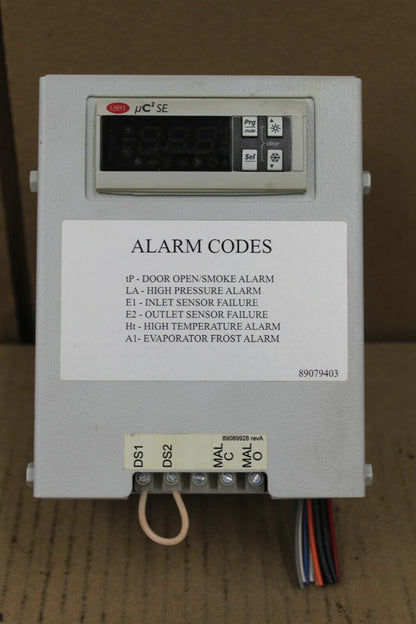 CAREL µC² SE
Prg
mute
clear
Sel
ALARM CODES
tP - DOOR OPEN/SMOKE ALARM
LA - HIGH PRESSURE ALARM
E1 - INLET SENSOR FAILURE
E2 - OUTLET SENSOR FAILURE
Ht - HIGH TEMPERATURE ALARM
A1- EVAPORATOR FROST ALARM
89079403
89089928 revA
DS1
DS2
MAL C
MAL O